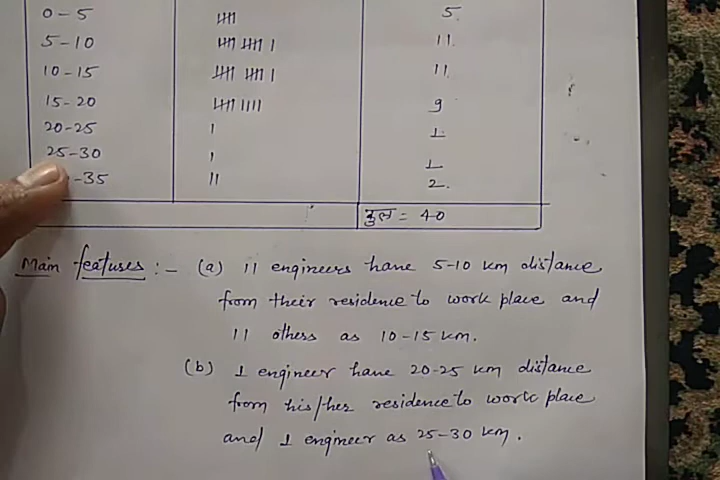 0-5 𝍸 5.
5-10 𝍸 𝍸 | 11.
10-15 𝍸 𝍸 | 11.
15-20 𝍸 |||| 9
20-25 | 1.
25-30 | 1
-35 || 2.
कुल = 40
Main features :- (a) 11 engineers have 5-10 km distance
from their residence to work place and
11 others as 10-15 km.
(b) 1 engineer have 20-25 km distance
from his/her residence to work place
and 1 engineer as 25-30 km.